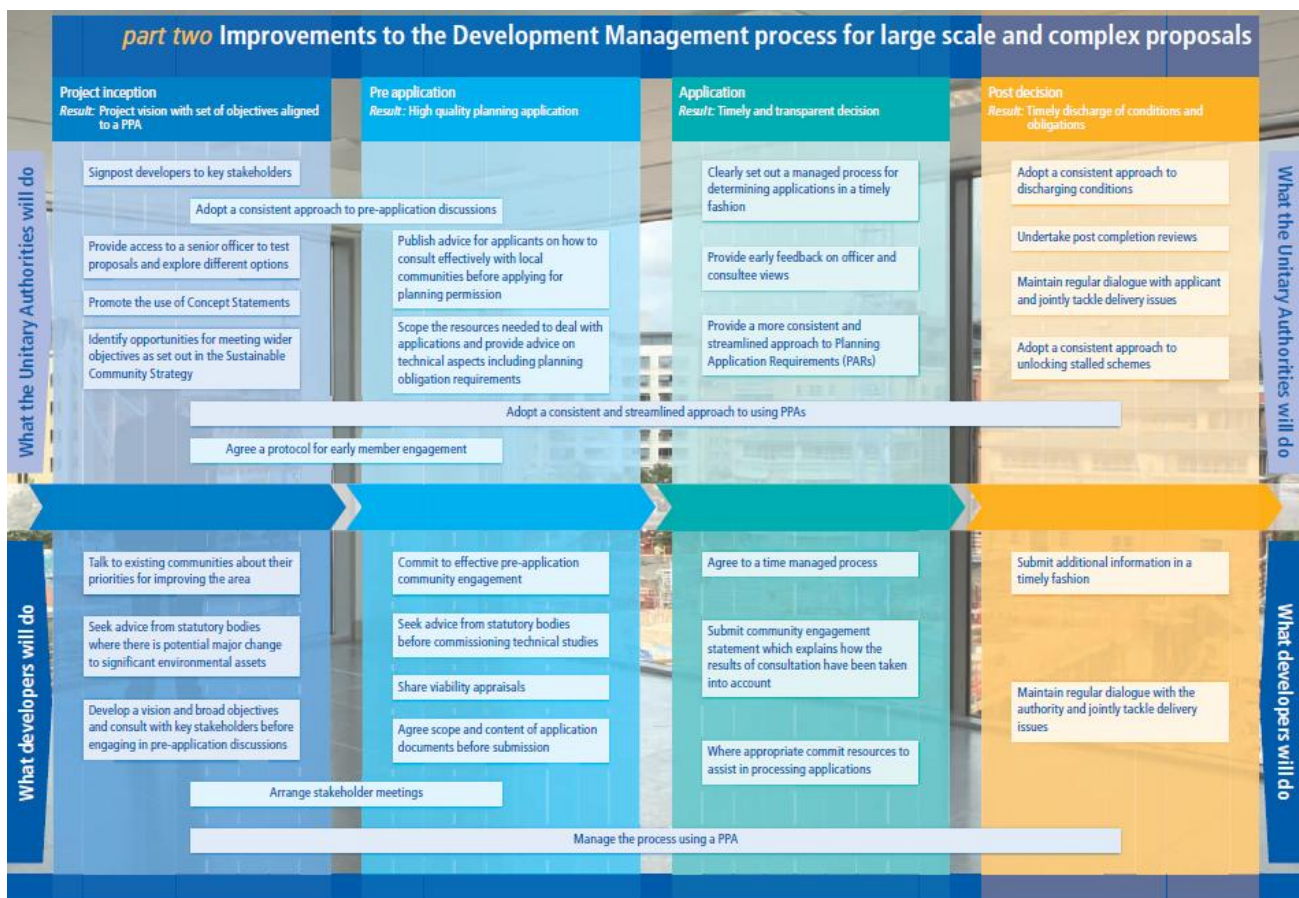 part two Improvements to the Development Management process for large scale and complex proposals
Project inception
Result: Project vision with set of objectives aligned
to a PPA
Pre application
Result: High quality planning application
Application
Result: Timely and transparent decision
Post decision
Result: Timely discharge of conditions and
obligations
What the Unitary Authorities will do
Signpost developers to key stakeholders
Adopt a consistent approach to pre-application discussions
Provide access to a senior officer to test
proposals and explore different options
Promote the use of Concept Statements
Identify opportunities for meeting wider
objectives as set out in the Sustainable
Community Strategy
Publish advice for applicants on how to
consult effectively with local
communities before applying for
planning permission
Scope the resources needed to deal with
applications and provide advice on
technical aspects including planning
obligation requirements
Clearly set out a managed process for
determining applications in a timely
fashion
Provide early feedback on officer and
consultee views
Provide a more consistent and
streamlined approach to Planning
Application Requirements (PARs)
Adopt a consistent approach to
discharging conditions
Undertake post completion reviews
Maintain regular dialogue with applicant
and jointly tackle delivery issues
Adopt a consistent approach to
unlocking stalled schemes
Adopt a consistent and streamlined approach to using PPAs
Agree a protocol for early member engagement
What the Unitary Authorities will do
What developers will do
Talk to existing communities about their
priorities for improving the area
Seek advice from statutory bodies
where there is potential major change
to significant environmental assets
Develop a vision and broad objectives
and consult with key stakeholders before
engaging in pre-application discussions
Commit to effective pre-application
community engagement
Seek advice from statutory bodies
before commissioning technical studies
Share viability appraisals
Agree scope and content of application
documents before submission
Agree to a time managed process
Submit community engagement
statement which explains how the
results of consultation have been taken
into account
Where appropriate commit resources to
assist in processing applications
Submit additional information in a
timely fashion
Maintain regular dialogue with the
authority and jointly tackle delivery
issues
Arrange stakeholder meetings
Manage the process using a PPA
What developers will do